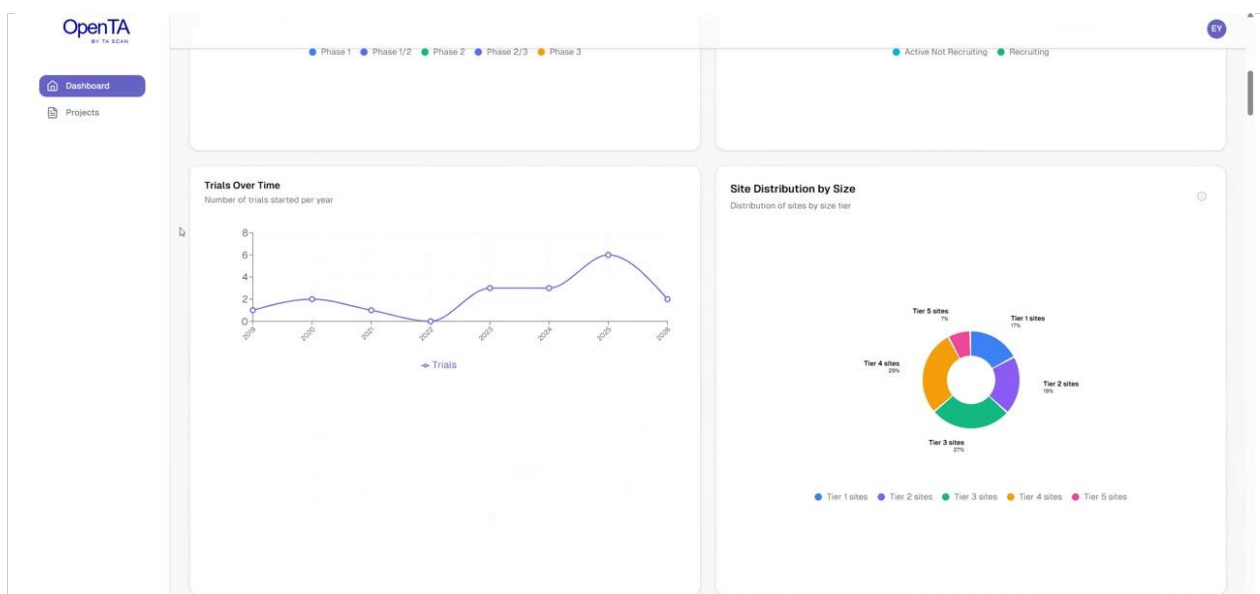 OpenTA
BY TA SCAN
EY
Dashboard
Projects
Phase 1 Phase 1/2 Phase 2 Phase 2/3 Phase 3
Active Not Recruiting Recruiting
Trials Over Time
Number of trials started per year
8
6
4
2
0
2019 2020 2021 2022 2023 2024 2025 2026
Trials
Site Distribution by Size
Distribution of sites by size tier
Tier 5 sites
7%
Tier 1 sites
17%
Tier 4 sites
29%
Tier 2 sites
19%
Tier 3 sites
27%
Tier 1 sites Tier 2 sites Tier 3 sites Tier 4 sites Tier 5 sites